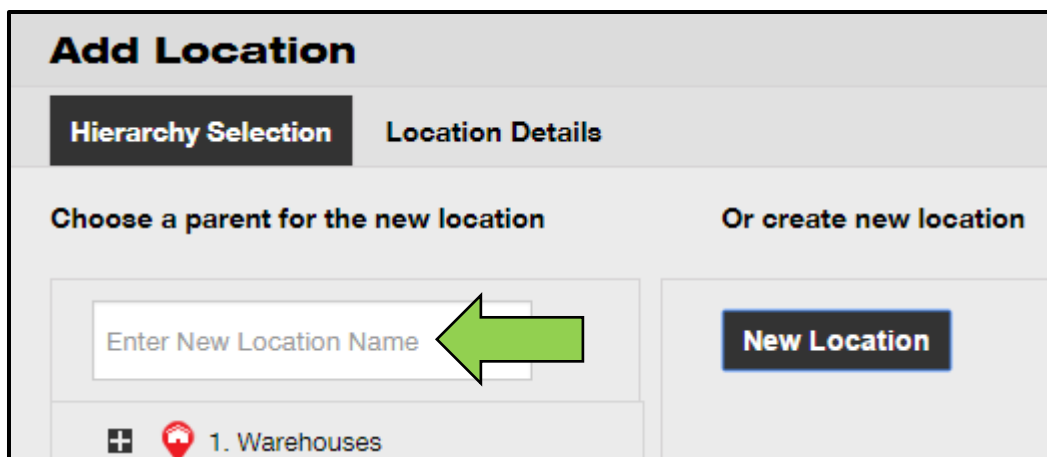 Add Location
Hierarchy Selection Location Details
Choose a parent for the new location Or create new location
Enter New Location Name New Location
1. Warehouses